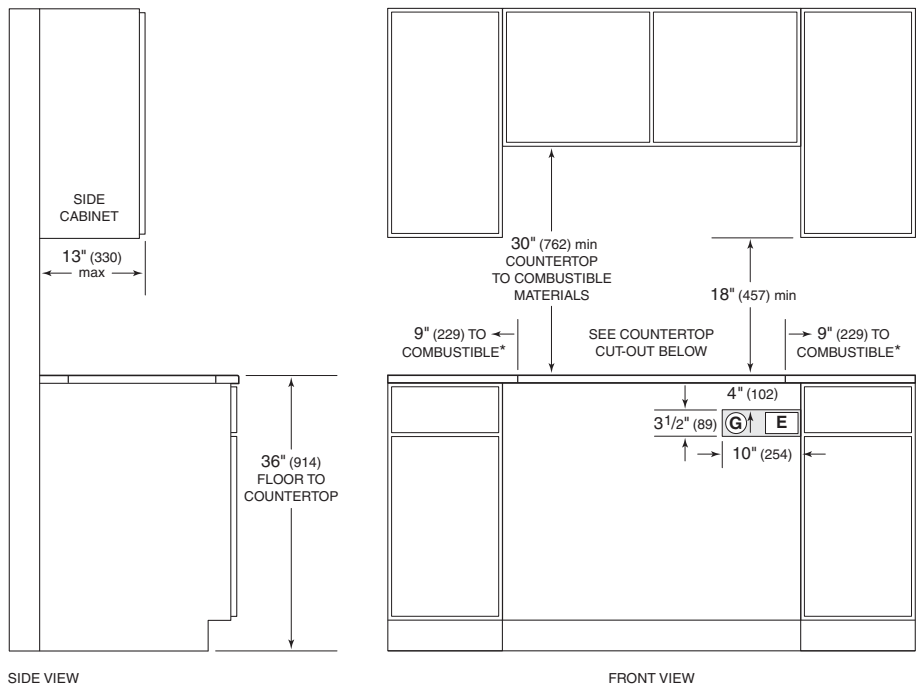 SIDE
CABINET
13" (330)
max
36" (914)
FLOOR TO
COUNTERTOP
SIDE VIEW
30" (762) min
COUNTERTOP
TO COMBUSTIBLE
MATERIALS
18" (457) min
9" (229) TO
COMBUSTIBLE*
SEE COUNTERTOP
CUT-OUT BELOW
9" (229) TO
COMBUSTIBLE*
4" (102)
3 1/2" (89)
G
E
10" (254)
FRONT VIEW